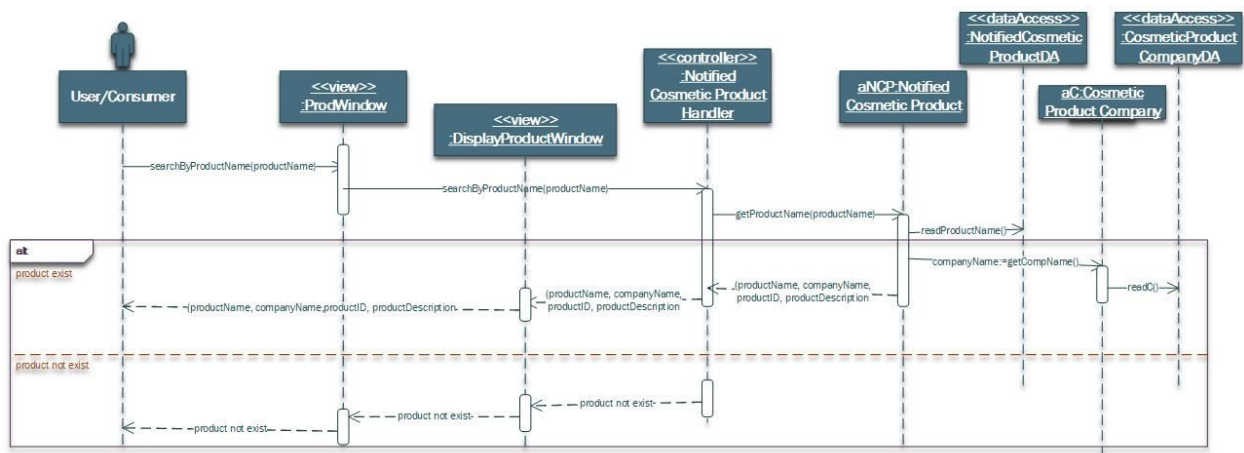 User/Consumer
<<view>>
:ProdWindow
<<view>>
:DisplayProductWindow
<<controller>>
:Notified
Cosmetic Product
Handler
aNCP:Notified
Cosmetic Product
<<dataAccess>>
:NotifiedCosmetic
ProductDA
aC:Cosmetic
Product Company
<<dataAccess>>
:CosmeticProduct
CompanyDA
searchByProductName(productName)
searchByProductName(productName)
getProductName(productName)
readProductName()
alt
product exist
companyName:=getCompName()
readC()
(productName, companyName,
productID, productDescription
(productName, companyName,
productID, productDescription
(productName, companyName,productID, productDescription
product not exist
product not exist
product not exist
product not exist